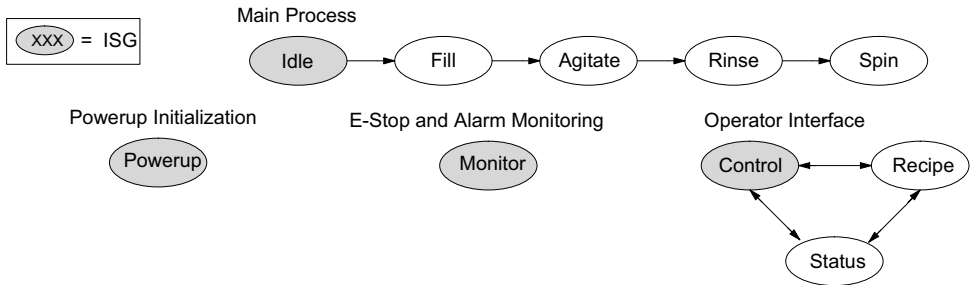 Main Process
XXX = ISG
Idle
Fill
Agitate
Rinse
Spin
Powerup Initialization
E-Stop and Alarm Monitoring
Operator Interface
Powerup
Monitor
Control
Recipe
Status